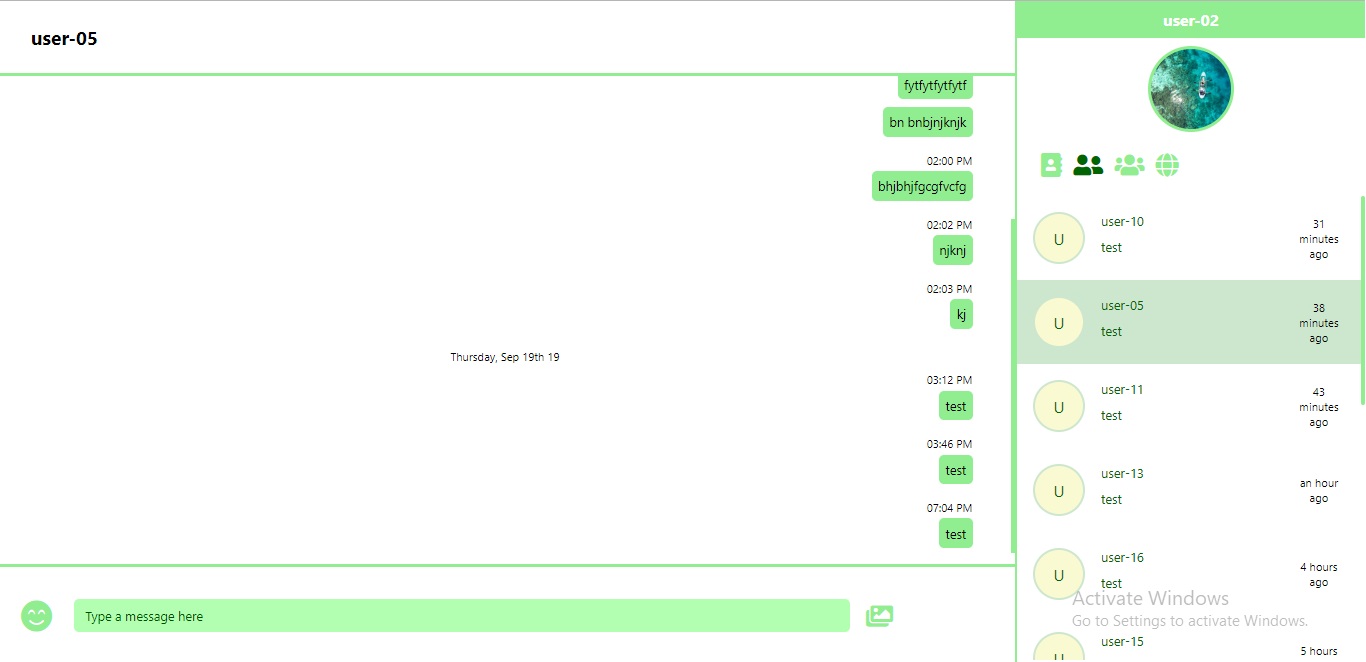 user-05
fytfytfytfytf
bn bnbjnjknjk
02:00 PM
bhjbhjfgcgfvcfg
02:02 PM
njknj
02:03 PM
kj
Thursday, Sep 19th 19
03:12 PM
test
03:46 PM
test
07:04 PM
test
Type a message here
user-02
U
user-10
test
31
minutes
ago
U
user-05
test
38
minutes
ago
U
user-11
test
43
minutes
ago
U
user-13
test
an hour
ago
U
user-16
test
4 hours
ago
Activate Windows
Go to Settings to activate Windows.
U
user-15
5 hours